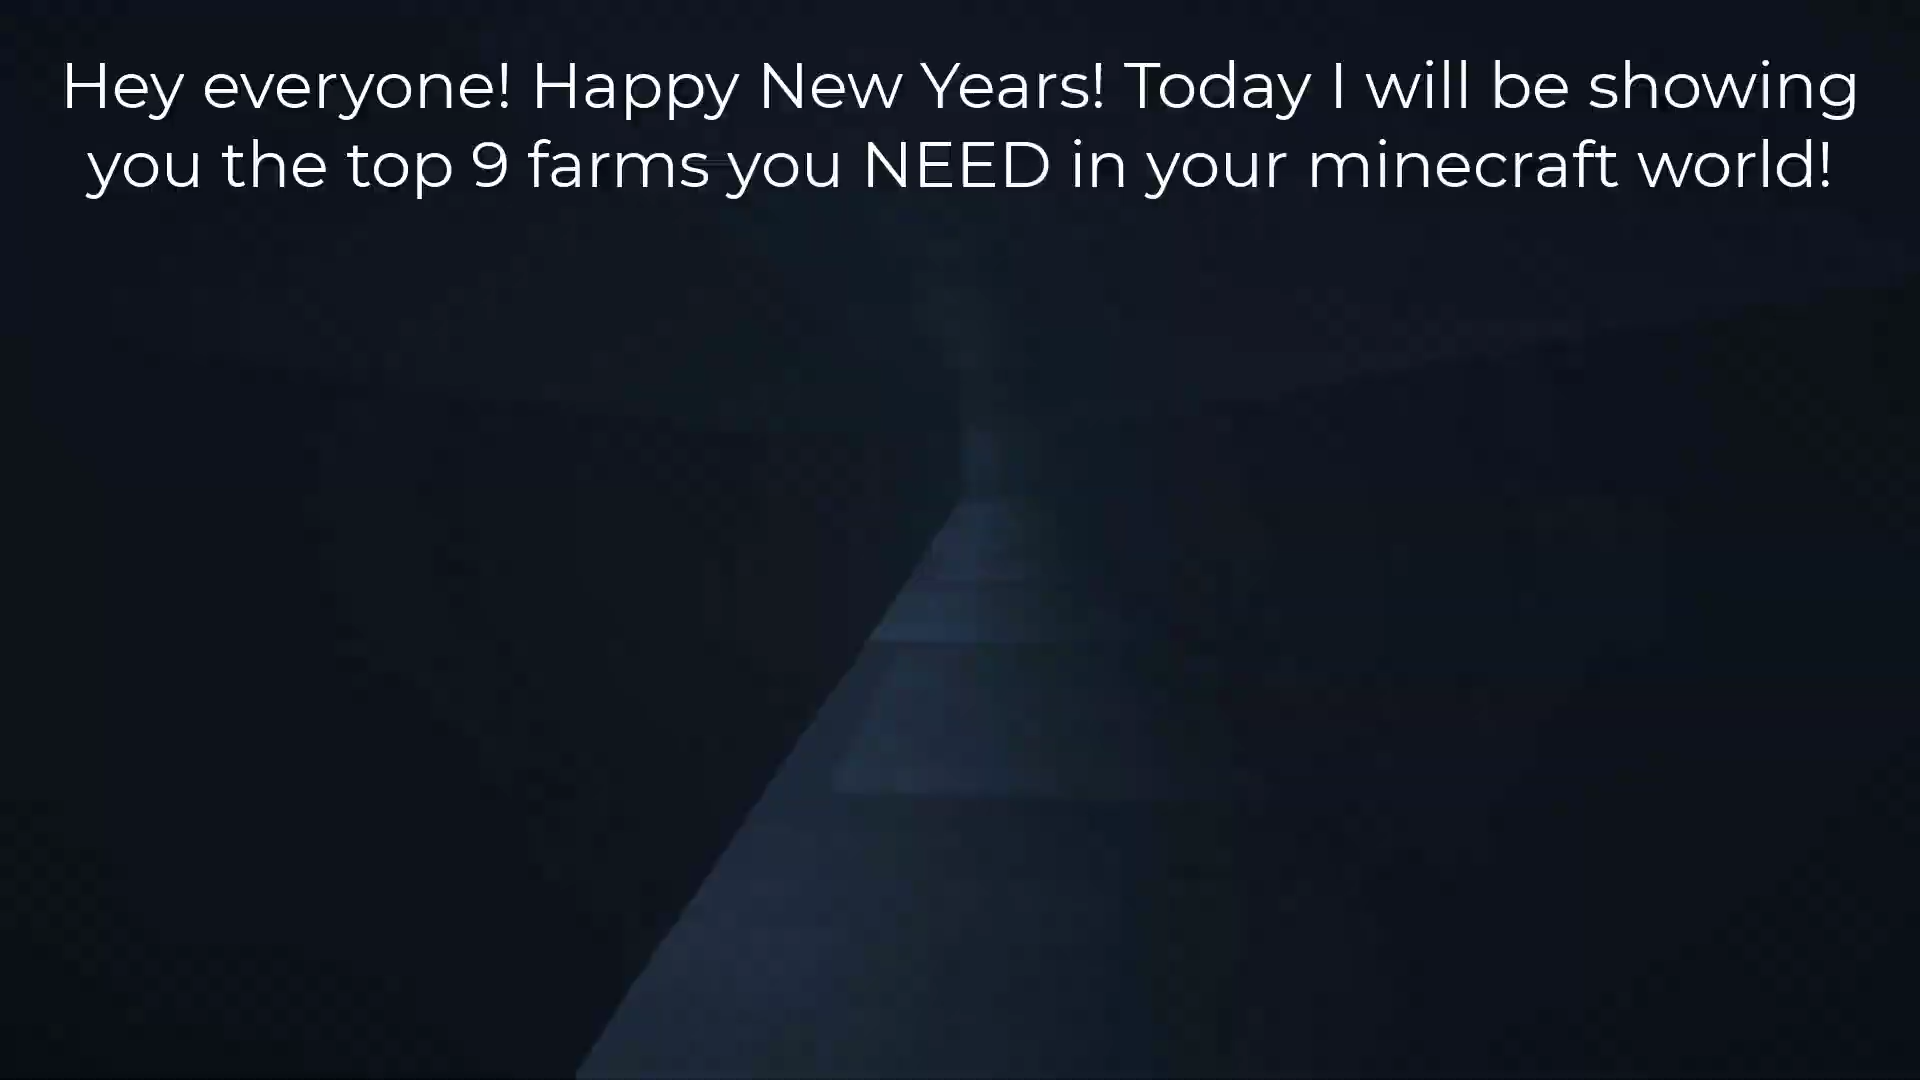 Hey everyone! Happy New Years! Today I will be showing
you the top 9 farms you NEED in your minecraft world!